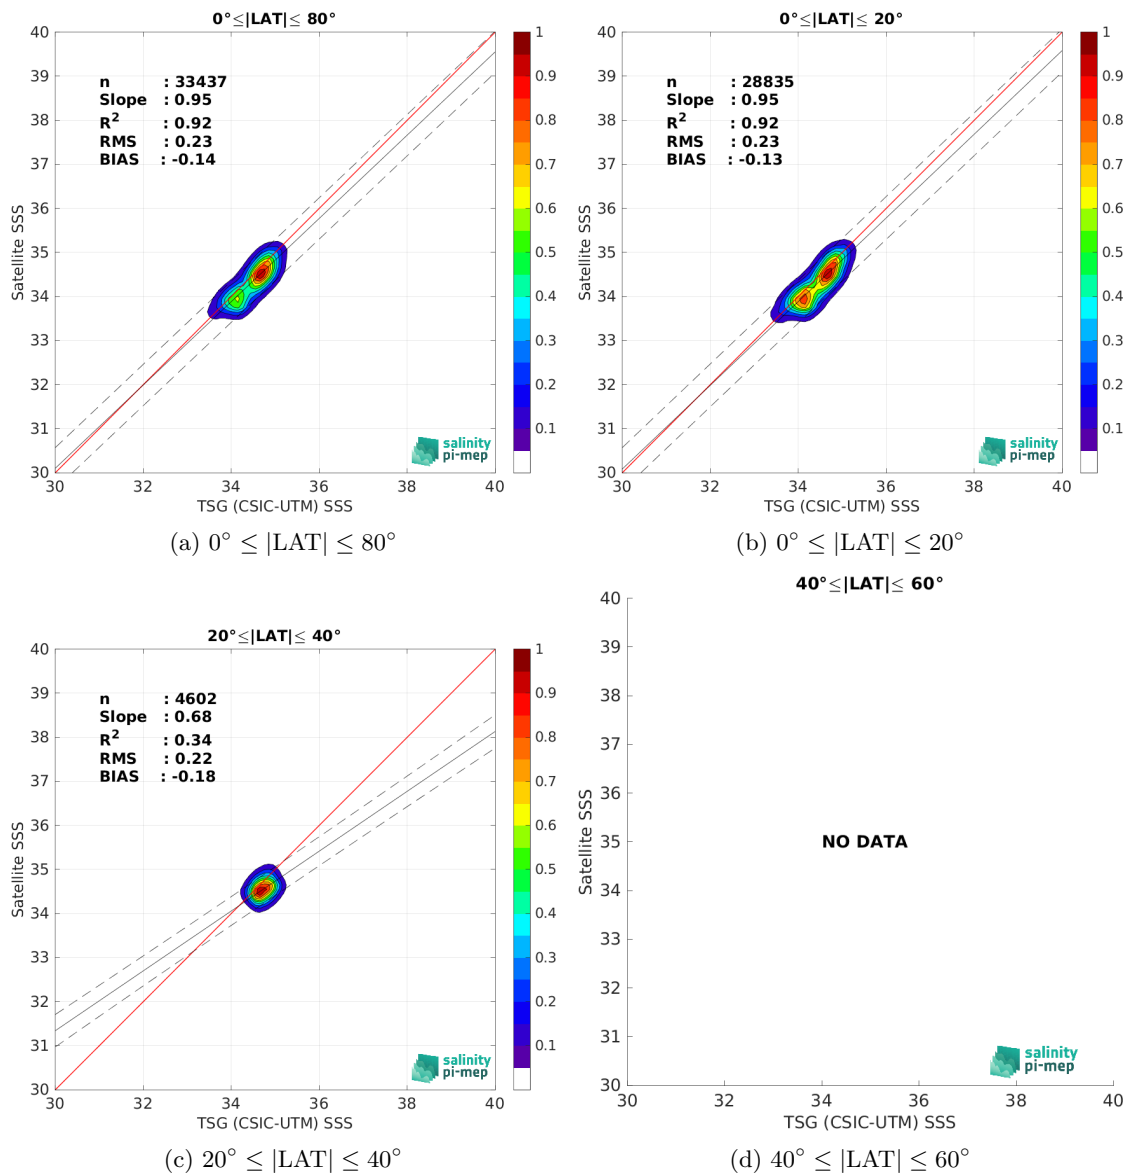 0°≤|LAT|≤ 80°
40
39
38
37
36
35
34
33
32
31
30
Satellite SSS
n : 33437
Slope : 0.95
R² : 0.92
RMS : 0.23
BIAS : -0.14
salinity
pi-mep
30 32 34 36 38 40
TSG (CSIC-UTM) SSS
1
0.9
0.8
0.7
0.6
0.5
0.4
0.3
0.2
0.1
(a) 0° ≤ |LAT| ≤ 80°
0°≤|LAT|≤ 20°
40
39
38
37
36
35
34
33
32
31
30
Satellite SSS
n : 28835
Slope : 0.95
R² : 0.92
RMS : 0.23
BIAS : -0.13
salinity
pi-mep
30 32 34 36 38 40
TSG (CSIC-UTM) SSS
1
0.9
0.8
0.7
0.6
0.5
0.4
0.3
0.2
0.1
(b) 0° ≤ |LAT| ≤ 20°
20°≤|LAT|≤ 40°
40
39
38
37
36
35
34
33
32
31
30
Satellite SSS
n : 4602
Slope : 0.68
R² : 0.34
RMS : 0.22
BIAS : -0.18
salinity
pi-mep
30 32 34 36 38 40
TSG (CSIC-UTM) SSS
1
0.9
0.8
0.7
0.6
0.5
0.4
0.3
0.2
0.1
(c) 20° ≤ |LAT| ≤ 40°
40°≤|LAT|≤ 60°
40
39
38
37
36
35
34
33
32
31
30
Satellite SSS
NO DATA
salinity
pi-mep
30 32 34 36 38 40
TSG (CSIC-UTM) SSS
(d) 40° ≤ |LAT| ≤ 60°